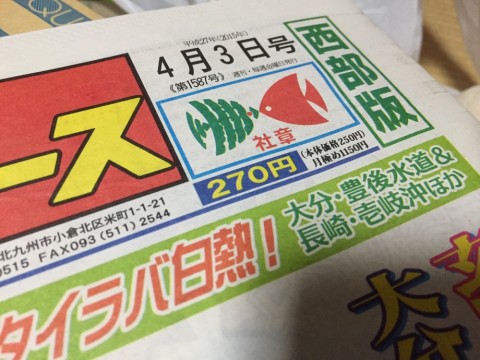 平成27年(2015年)
4月3日号
《第1587号》 週刊・毎週金曜日発行
西部版
ース
社章
270円 (本体価格250円)
月極め1150円
北九州市小倉北区米町1-1-21
0515 FAX093 (511) 2544
タイラバ白熱!
大分・豊後水道&
長崎・壱岐沖ほか
大